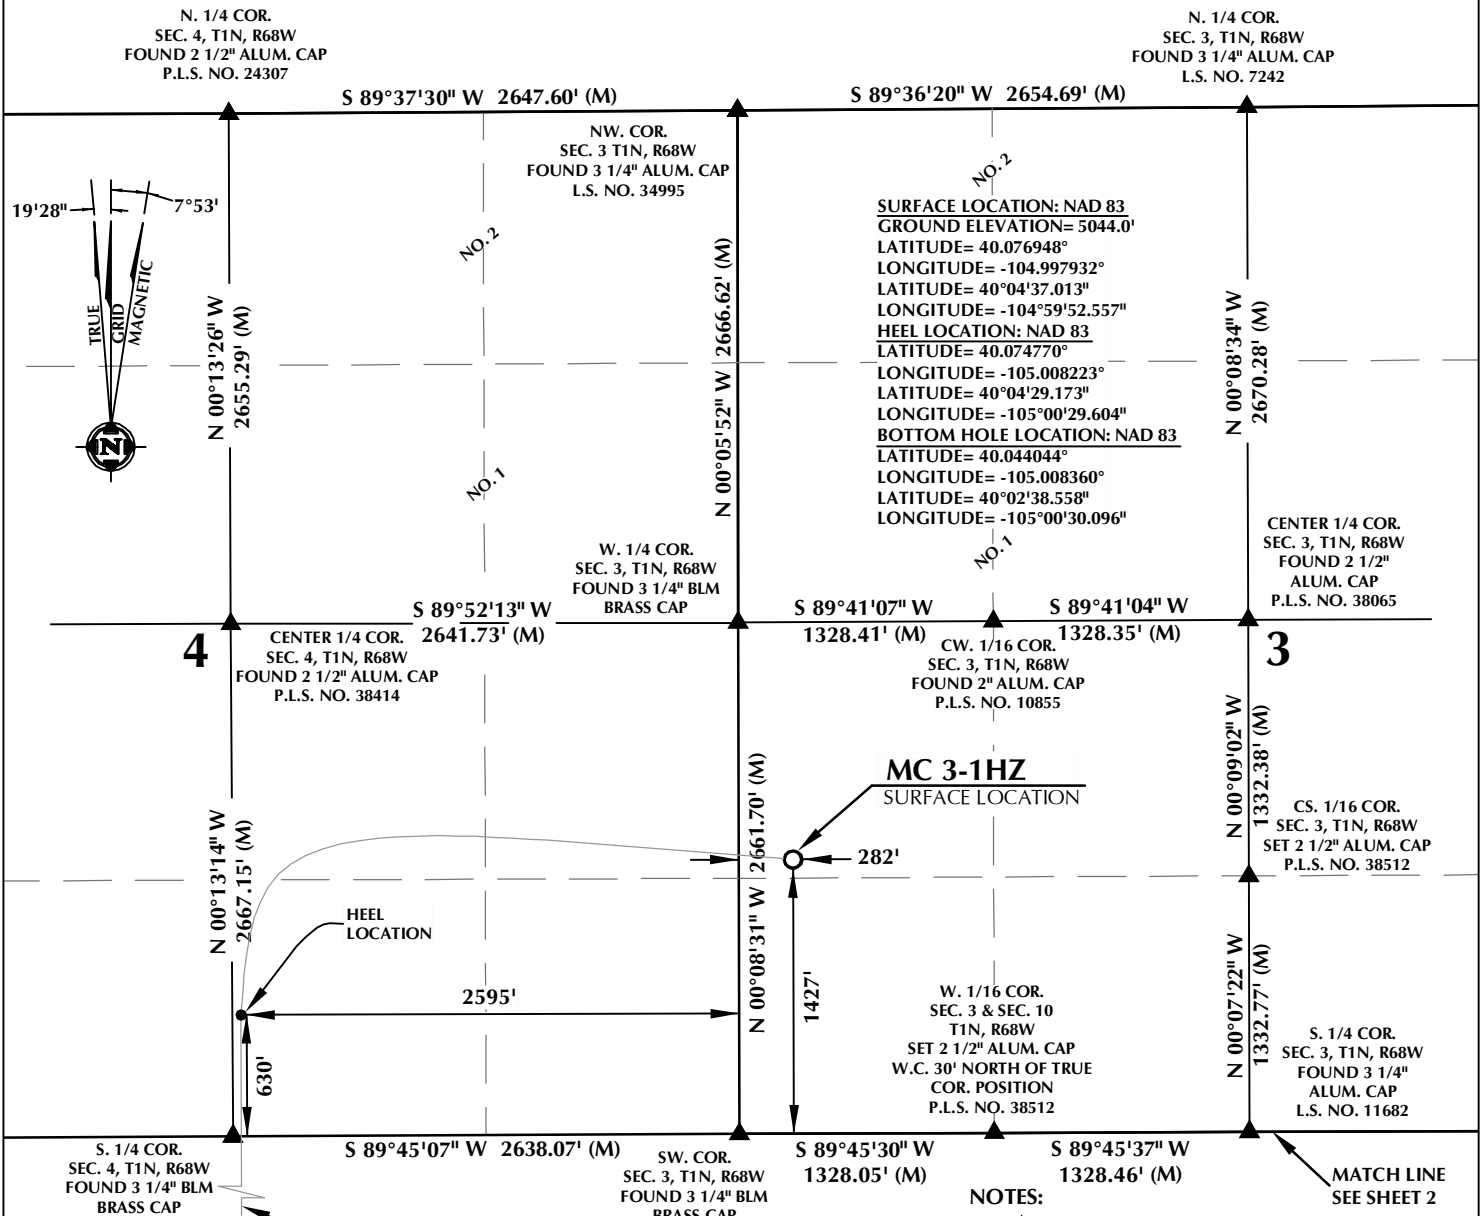 N. 1/4 COR.
SEC. 4, T1N, R68W
FOUND 2 1/2" ALUM. CAP
P.L.S. NO. 24307
N. 1/4 COR.
SEC. 3, T1N, R68W
FOUND 3 1/4" ALUM. CAP
L.S. NO. 7242
S 89°37'30" W 2647.60' (M)
S 89°36'20" W 2654.69' (M)
NW. COR.
SEC. 3 T1N, R68W
FOUND 3 1/4" ALUM. CAP
L.S. NO. 34995
NO. 2
19'28"
7°53'
TRUE
GRID
MAGNETIC
N
N 00°13'26" W
2655.29' (M)
NO. 2
NO. 1
N 00°05'52" W 2666.62' (M)
SURFACE LOCATION: NAD 83
GROUND ELEVATION= 5044.0'
LATITUDE= 40.076948°
LONGITUDE= -104.997932°
LATITUDE= 40°04'37.013"
LONGITUDE= -104°59'52.557"
HEEL LOCATION: NAD 83
LATITUDE= 40.074770°
LONGITUDE= -105.008223°
LATITUDE= 40°04'29.173"
LONGITUDE= -105°00'29.604"
BOTTOM HOLE LOCATION: NAD 83
LATITUDE= 40.044044°
LONGITUDE= -105.008360°
LATITUDE= 40°02'38.558"
LONGITUDE= -105°00'30.096"
NO. 1
N 00°08'34" W
2670.28' (M)
CENTER 1/4 COR.
SEC. 3, T1N, R68W
FOUND 2 1/2"
ALUM. CAP
P.L.S. NO. 38065
W. 1/4 COR.
SEC. 3, T1N, R68W
FOUND 3 1/4" BLM
BRASS CAP
S 89°52'13" W
2641.73' (M)
S 89°41'07" W
1328.41' (M)
S 89°41'04" W
1328.35' (M)
4
3
CENTER 1/4 COR.
SEC. 4, T1N, R68W
FOUND 2 1/2" ALUM. CAP
P.L.S. NO. 38414
CW. 1/16 COR.
SEC. 3, T1N, R68W
FOUND 2" ALUM. CAP
P.L.S. NO. 10855
MC 3-1HZ
SURFACE LOCATION
N 00°09'02" W
1332.38' (M)
CS. 1/16 COR.
SEC. 3, T1N, R68W
SET 2 1/2" ALUM. CAP
P.L.S. NO. 38512
N 00°13'14" W
2667.15' (M)
N 00°08'31" W 2661.70' (M)
282'
HEEL
LOCATION
2595'
630'
1427'
W. 1/16 COR.
SEC. 3 & SEC. 10
T1N, R68W
SET 2 1/2" ALUM. CAP
W.C. 30' NORTH OF TRUE
COR. POSITION
P.L.S. NO. 38512
N 00°07'22" W
1332.77' (M)
S. 1/4 COR.
SEC. 3, T1N, R68W
FOUND 3 1/4"
ALUM. CAP
L.S. NO. 11682
S. 1/4 COR.
SEC. 4, T1N, R68W
FOUND 3 1/4" BLM
BRASS CAP
S 89°45'07" W 2638.07' (M)
SW. COR.
SEC. 3, T1N, R68W
FOUND 3 1/4" BLM
BRASS CAP
S 89°45'30" W
1328.05' (M)
S 89°45'37" W
1328.46' (M)
NOTES:
MATCH LINE
SEE SHEET 2